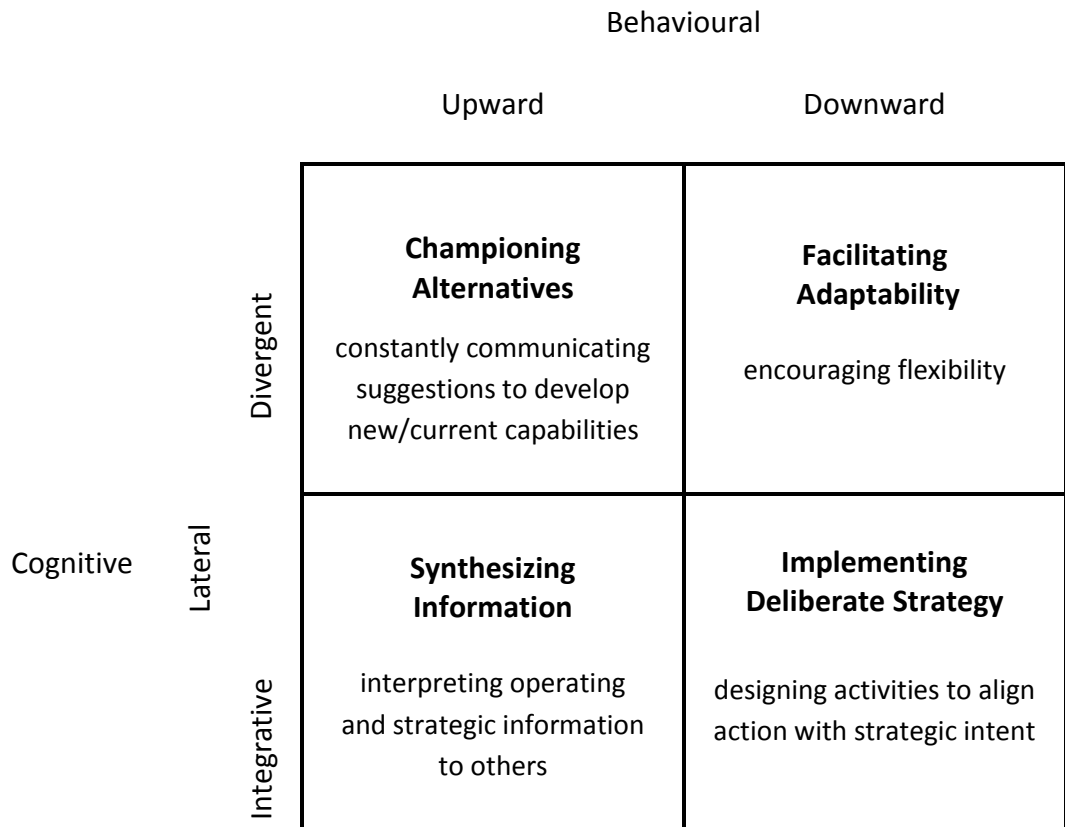 Behavioural
Upward
Downward
Divergent
Championing
Alternatives
constantly communicating
suggestions to develop
new/current capabilities
Facilitating
Adaptability
encouraging flexibility
Cognitive
Lateral
Integrative
Synthesizing
Information
interpreting operating
and strategic information
to others
Implementing
Deliberate Strategy
designing activities to align
action with strategic intent